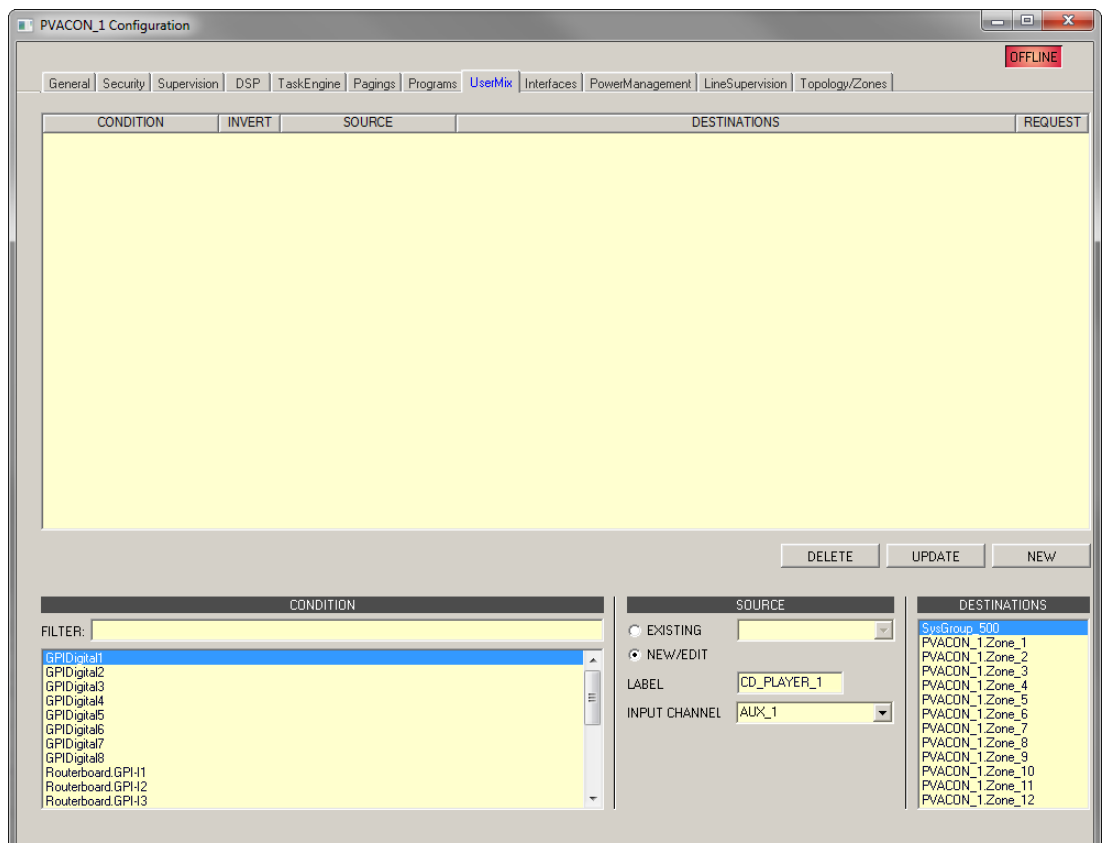 PVACON_1 Configuration
OFFLINE
General Security Supervision DSP TaskEngine Pagings Programs UserMix Interfaces PowerManagement LineSupervision Topology/Zones
CONDITION INVERT SOURCE DESTINATIONS REQUEST
DELETE UPDATE NEW
CONDITION
FILTER:
GPIDigital1
GPIDigital2
GPIDigital3
GPIDigital4
GPIDigital5
GPIDigital6
GPIDigital7
GPIDigital8
Routerboard.GPI-I1
Routerboard.GPI-I2
Routerboard.GPI-I3
SOURCE
EXISTING
NEW/EDIT
LABEL CD_PLAYER_1
INPUT CHANNEL AUX_1
DESTINATIONS
SysGroup_500
PVACON_1.Zone_1
PVACON_1.Zone_2
PVACON_1.Zone_3
PVACON_1.Zone_4
PVACON_1.Zone_5
PVACON_1.Zone_6
PVACON_1.Zone_7
PVACON_1.Zone_8
PVACON_1.Zone_9
PVACON_1.Zone_10
PVACON_1.Zone_11
PVACON_1.Zone_12